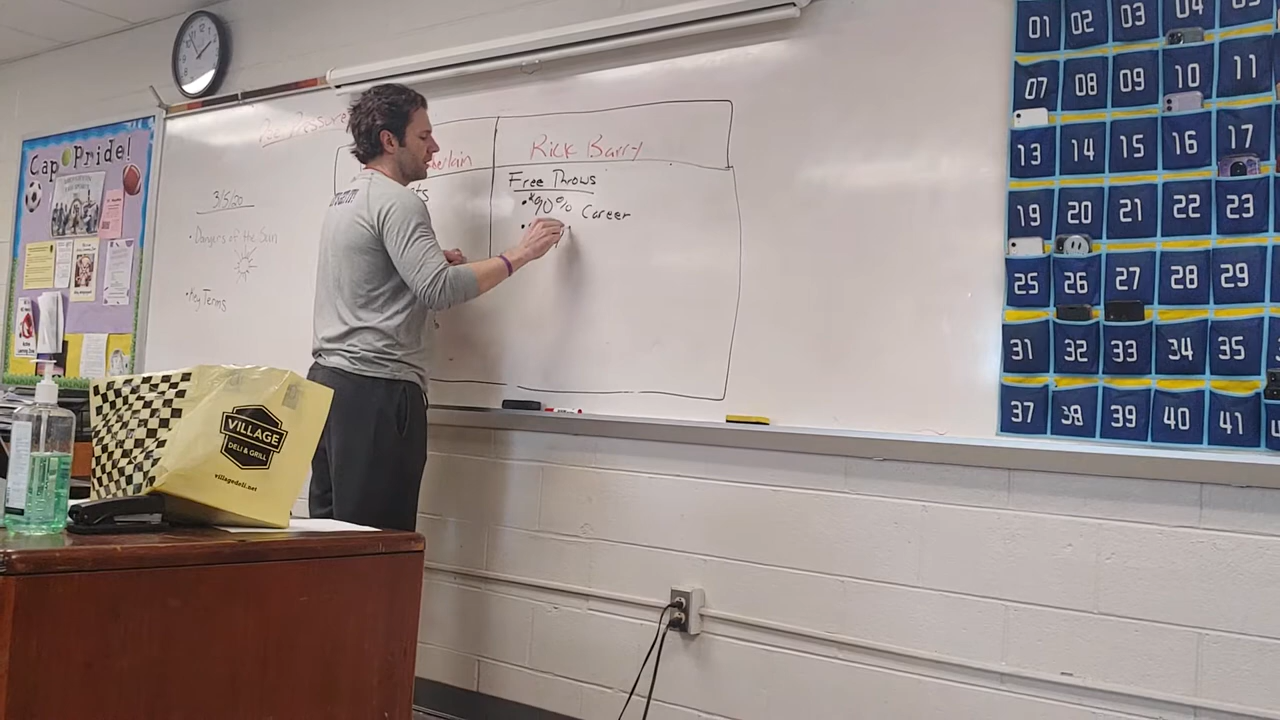 Cap Pride!
Peer Pressure
3/5/20
• Dangers of the Sun
• Key Terms
Rick Barry
Free Throws
• *90% Career
VILLAGE
DELI & GRILL
villagedeli.net
01 02 03 04 05
07 08 09 10 11
13 14 15 16 17
19 20 21 22 23
25 26 27 28 29
31 32 33 34 35
37 38 39 40 41